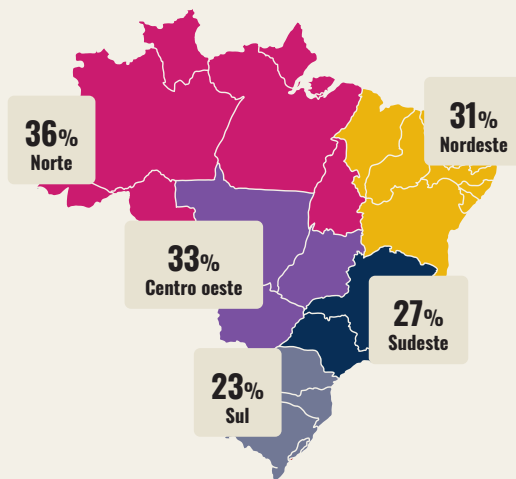 36%
Norte
31%
Nordeste
33%
Centro oeste
27%
Sudeste
23%
Sul